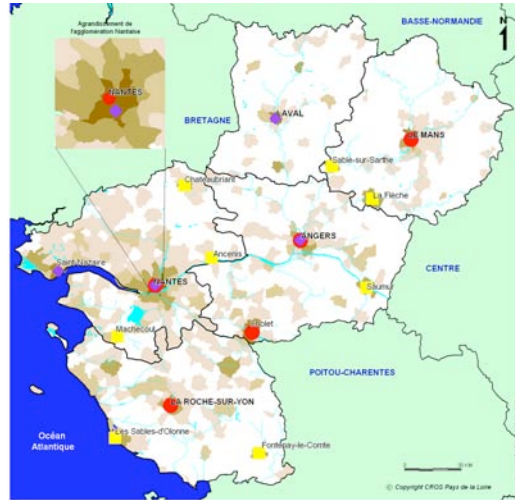 Agrandissement de
l'agglomération Nantaise
NANTES
BASSE-NORMANDIE
N
BRETAGNE
LAVAL
LE MANS
Sablé-sur-Sarthe
La Flèche
Chateaubriant
ANGERS
Ancenis
CENTRE
Saint-Nazaire
NANTES
Saumur
Machecoul
Cholet
POITOU-CHARENTES
LA ROCHE-SUR-YON
Océan
Atlantique
Les Sables-d'Olonne
Fontenay-le-Comte
© Copyright CROS Pays de la Loire